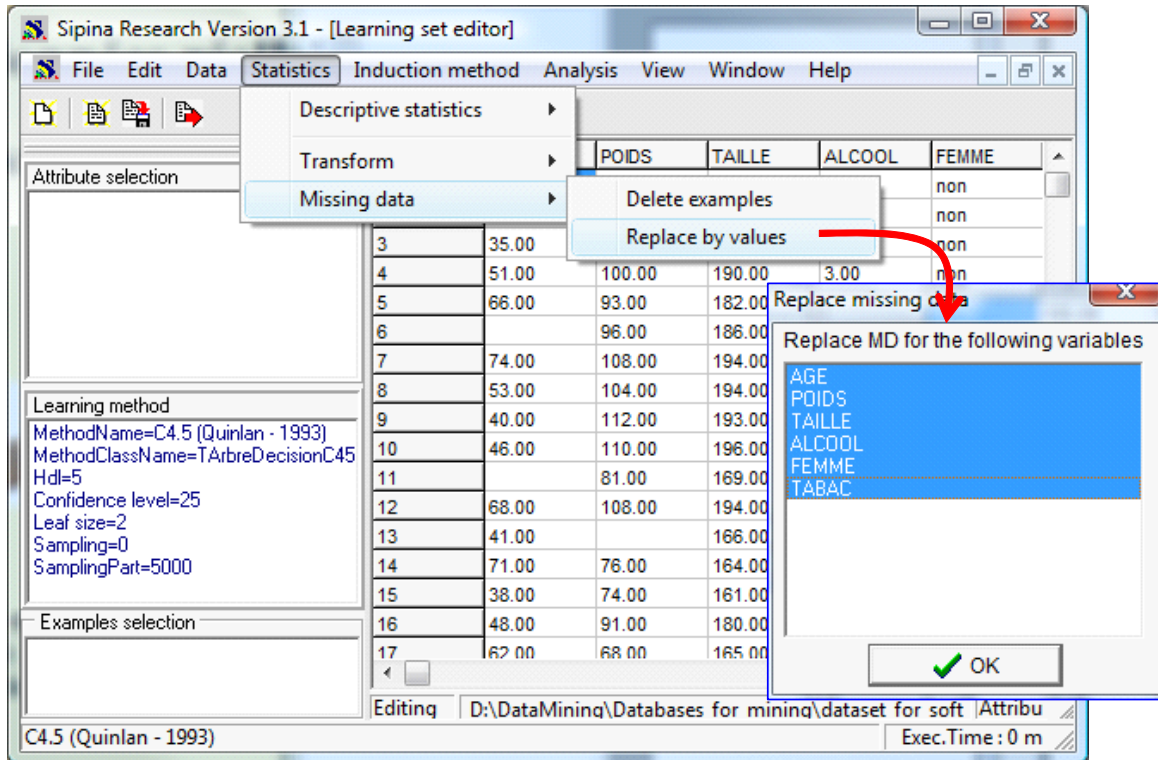 Sipina Research Version 3.1 - [Learning set editor]
File Edit Data Statistics Induction method Analysis View Window Help
Descriptive statistics
Transform
Missing data
Delete examples
Replace by values
Attribute selection
Learning method
MethodName=C4.5 (Quinlan - 1993)
MethodClassName=TArbreDecisionC45
Hdl=5
Confidence level=25
Leaf size=2
Sampling=0
SamplingPart=5000
Examples selection
POIDS TAILLE ALCOOL FEMME
non
non
3 35.00 non
4 51.00 100.00 190.00 3.00 non
5 66.00 93.00 182.00
6 96.00 186.00
7 74.00 108.00 194.00
8 53.00 104.00 194.00
9 40.00 112.00 193.00
10 46.00 110.00 196.00
11 81.00 169.00
12 68.00 108.00 194.00
13 41.00 166.00
14 71.00 76.00 164.00
15 38.00 74.00 161.00
16 48.00 91.00 180.00
17 62.00 68.00 165.00
Replace missing data
Replace MD for the following variables
AGE
POIDS
TAILLE
ALCOOL
FEMME
TABAC
OK
Editing D:\DataMining\Databases for mining\dataset for soft Attribu
C4.5 (Quinlan - 1993) Exec.Time : 0 m